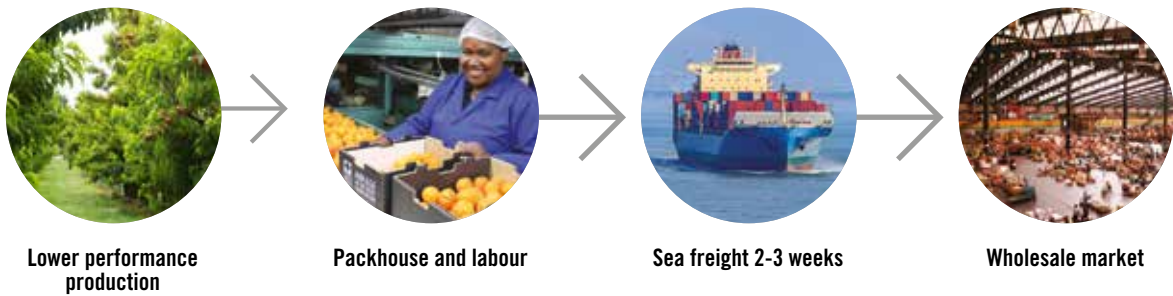 Lower performance
production
Packhouse and labour
Sea freight 2-3 weeks
Wholesale market